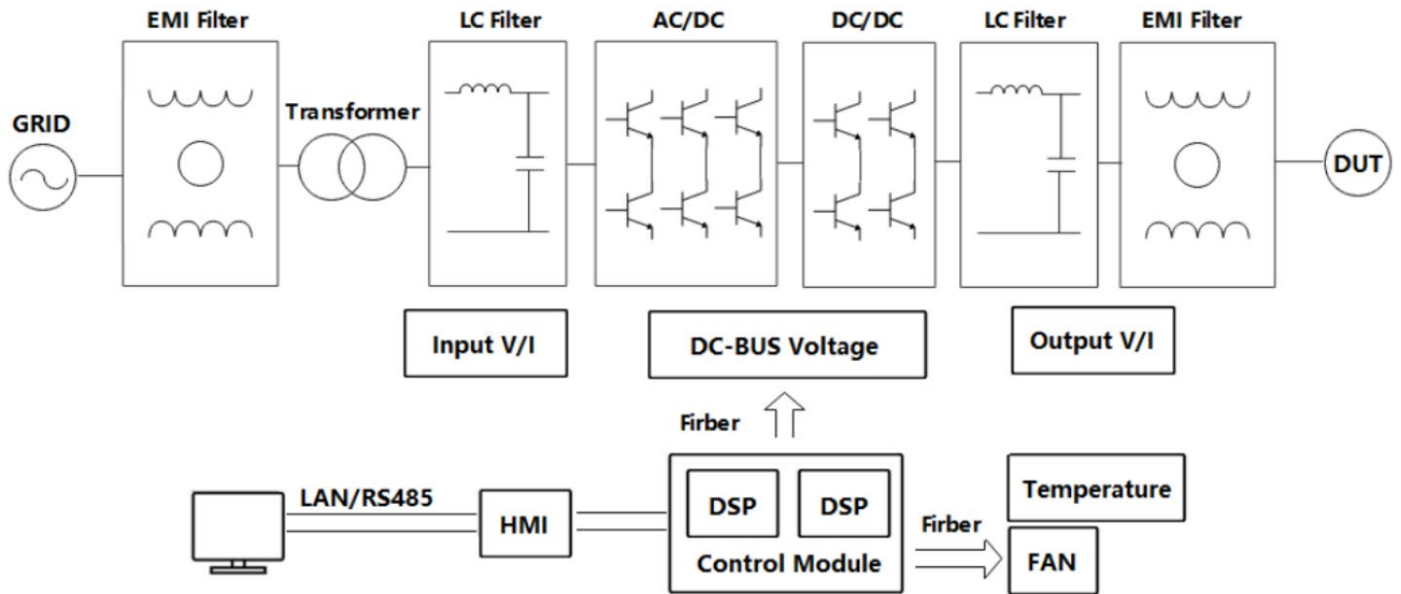 EMI Filter
LC Filter
AC/DC
DC/DC
LC Filter
EMI Filter
GRID
Transformer
DUT
Input V/I
DC-BUS Voltage
Output V/I
Firber
LAN/RS485
HMI
DSP
DSP
Control Module
Firber
Temperature
FAN